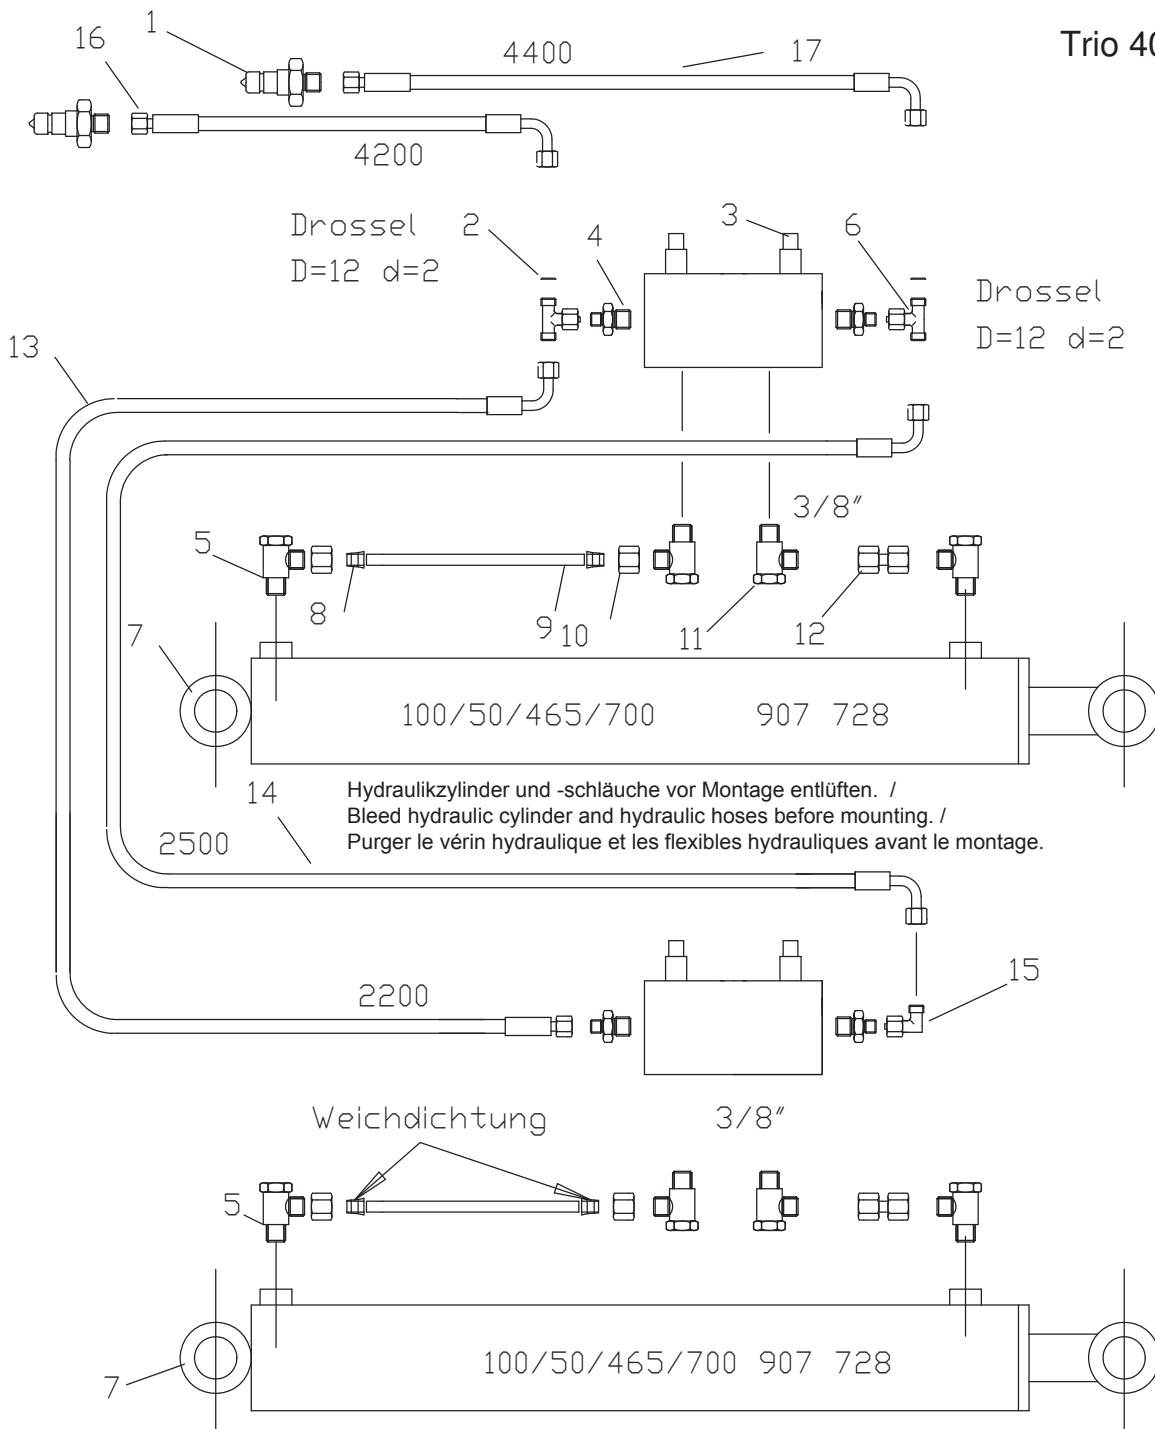 Trio 40
16
1
4400
17
4200
Drossel
D=12 d=2
2
4
3
6
Drossel
D=12 d=2
13
3/8"
5
8
9
10
11
12
7
100/50/465/700
907 728
14
Hydraulikzylinder und -schläuche vor Montage entlüften. /
Bleed hydraulic cylinder and hydraulic hoses before mounting. /
Purger le vérin hydraulique et les flexibles hydrauliques avant le montage.
2500
2200
15
Weichdichtung
3/8"
5
100/50/465/700 907 728
7